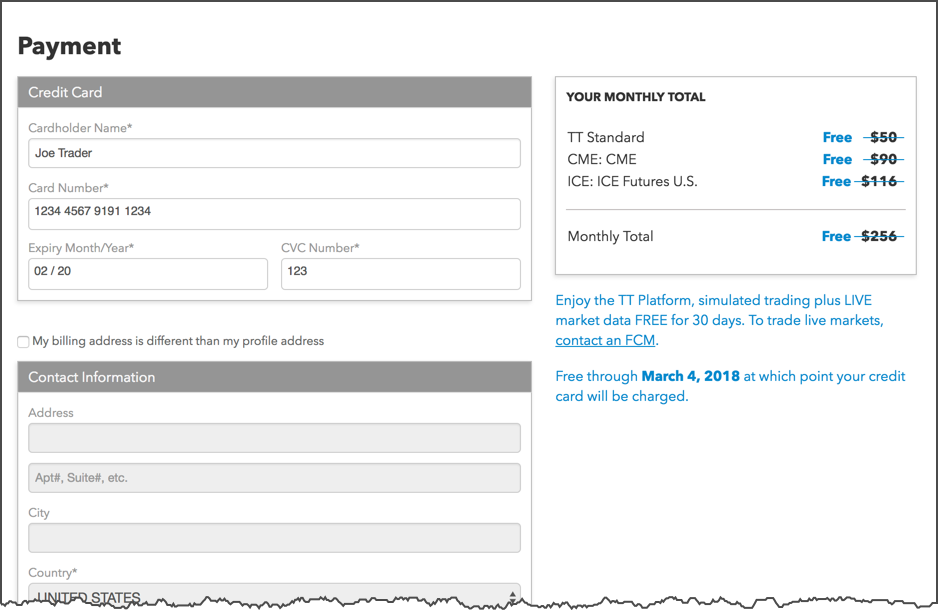 Payment
Credit Card
Cardholder Name*
Joe Trader
Card Number*
1234 4567 9191 1234
Expiry Month/Year* CVC Number*
02 / 20 123
My billing address is different than my profile address
Contact Information
Address
Apt#, Suite#, etc.
City
Country*
UNITED STATES
YOUR MONTHLY TOTAL
TT Standard Free $50
CME: CME Free $90
ICE: ICE Futures U.S. Free $116
Monthly Total Free $256
Enjoy the TT Platform, simulated trading plus LIVE
market data FREE for 30 days. To trade live markets,
contact an FCM.
Free through March 4, 2018 at which point your credit
card will be charged.